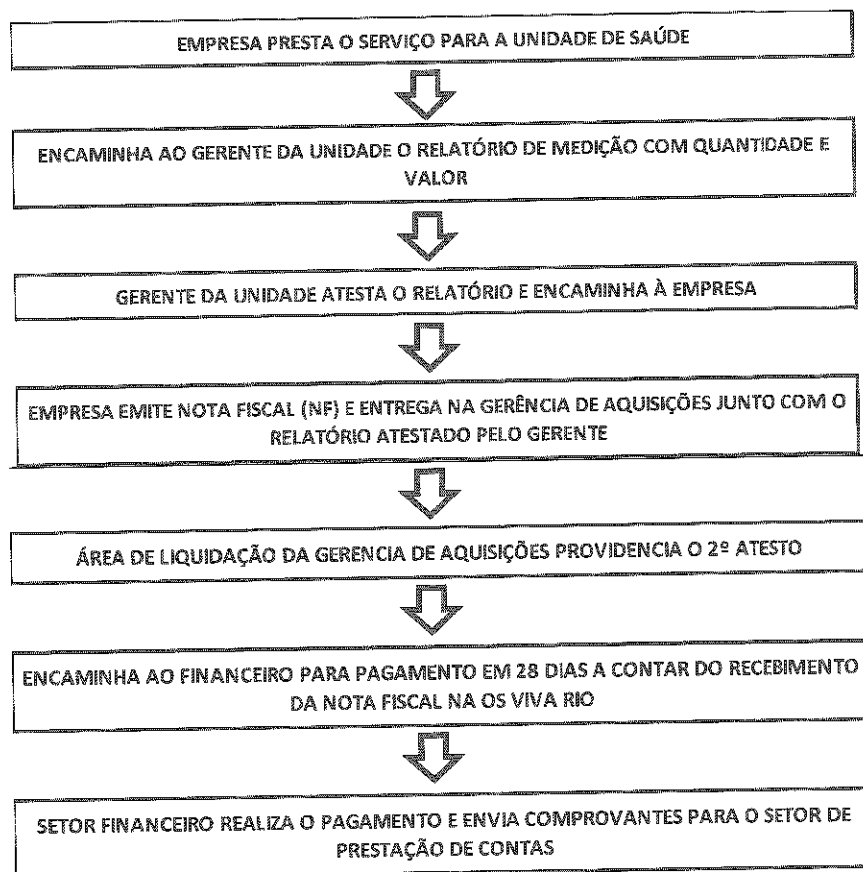 EMPRESA PRESTA O SERVIÇO PARA A UNIDADE DE SAÚDE
ENCAMINHA AO GERENTE DA UNIDADE O RELATÓRIO DE MEDIÇÃO COM QUANTIDADE E
VALOR
GERENTE DA UNIDADE ATESTA O RELATÓRIO E ENCAMINHA À EMPRESA
EMPRESA EMITE NOTA FISCAL (NF) E ENTREGA NA GERÊNCIA DE AQUISIÇÕES JUNTO COM O
RELATÓRIO ATESTADO PELO GERENTE
ÁREA DE LIQUIDAÇÃO DA GERENCIA DE AQUISIÇÕES PROVIDENCIA O 2º ATESTO
ENCAMINHA AO FINANCEIRO PARA PAGAMENTO EM 28 DIAS A CONTAR DO RECEBIMENTO
DA NOTA FISCAL NA OS VIVA RIO
SETOR FINANCEIRO REALIZA O PAGAMENTO E ENVIA COMPROVANTES PARA O SETOR DE
PRESTAÇÃO DE CONTAS